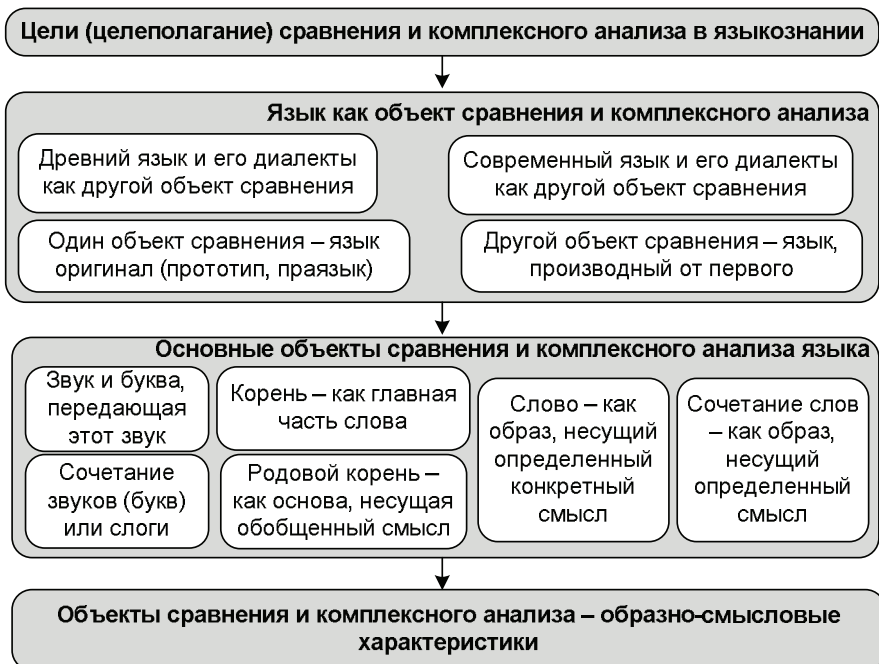 Цели (целеполагание) сравнения и комплексного анализа в языкознании
Язык как объект сравнения и комплексного анализа
Древний язык и его диалекты
как другой объект сравнения
Современный язык и его диалекты
как другой объект сравнения
Один объект сравнения – язык
оригинал (прототип, праязык)
Другой объект сравнения – язык,
производный от первого
Основные объекты сравнения и комплексного анализа языка
Звук и буква,
передающая
этот звук
Корень – как главная
часть слова
Слово – как
образ, несущий
определенный
конкретный
смысл
Сочетание слов
– как образ,
несущий
определенный
смысл
Сочетание
звуков (букв)
или слоги
Родовой корень –
как основа, несущая
обобщенный смысл
Объекты сравнения и комплексного анализа – образно-смысловые
характеристики